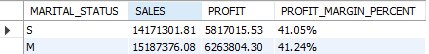 MARITAL_STATUS SALES PROFIT PROFIT_MARGIN_PERCENT
S 14171301.81 5817015.53 41.05%
M 15187376.08 6263804.30 41.24%